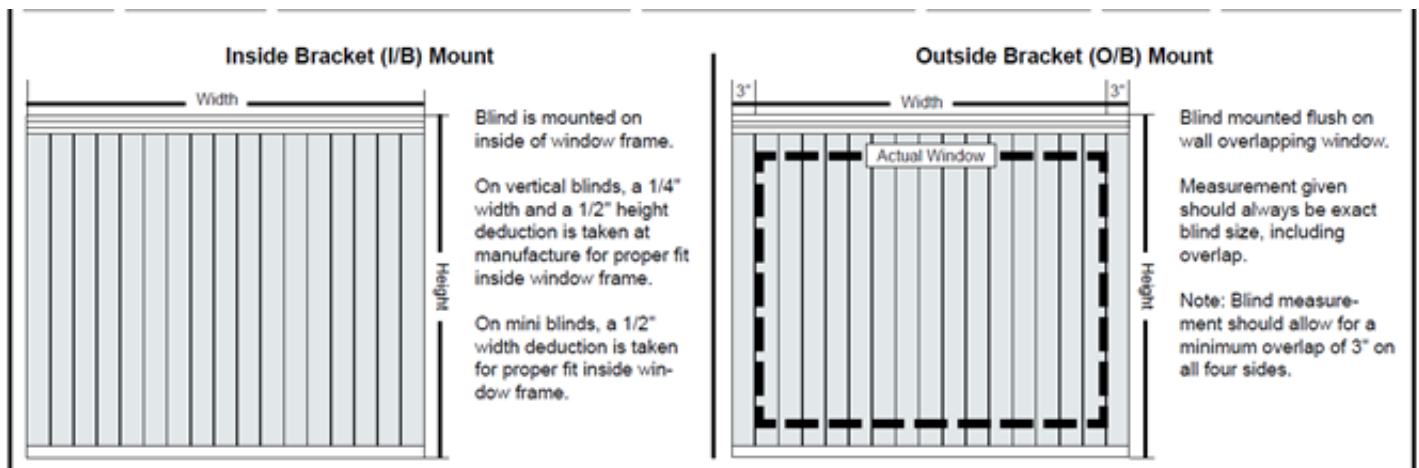 Inside Bracket (I/B) Mount
Width
Height
Blind is mounted on
inside of window frame.
On vertical blinds, a 1/4"
width and a 1/2" height
deduction is taken at
manufacture for proper fit
inside window frame.
On mini blinds, a 1/2"
width deduction is taken
for proper fit inside win-
dow frame.
Outside Bracket (O/B) Mount
3"
Width
3"
Actual Window
Height
Blind mounted flush on
wall overlapping window.
Measurement given
should always be exact
blind size, including
overlap.
Note: Blind measure-
ment should allow for a
minimum overlap of 3" on
all four sides.